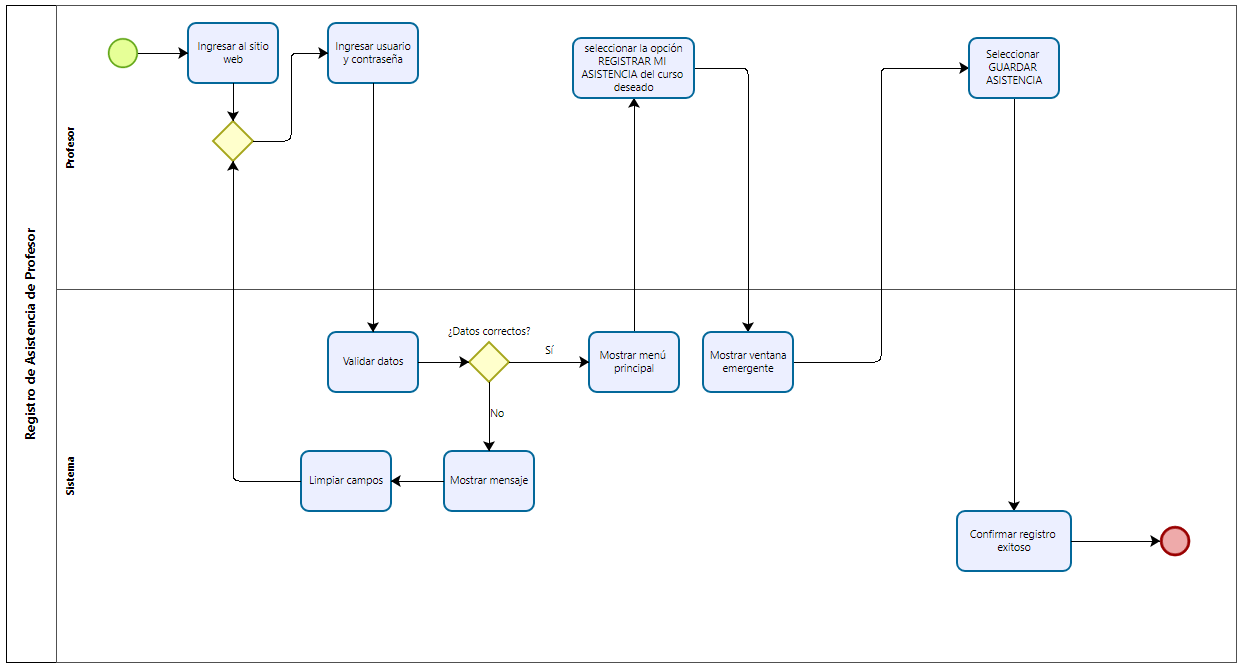 Registro de Asistencia de Profesor
Profesor
Ingresar al sitio
web
Ingresar usuario
y contraseña
seleccionar la opción
REGISTRAR MI
ASISTENCIA del curso
deseado
Seleccionar
GUARDAR
ASISTENCIA
Sistema
Validar datos
¿Datos correctos?
Sí
No
Mostrar menú
principal
Mostrar ventana
emergente
Limpiar campos
Mostrar mensaje
Confirmar registro
exitoso